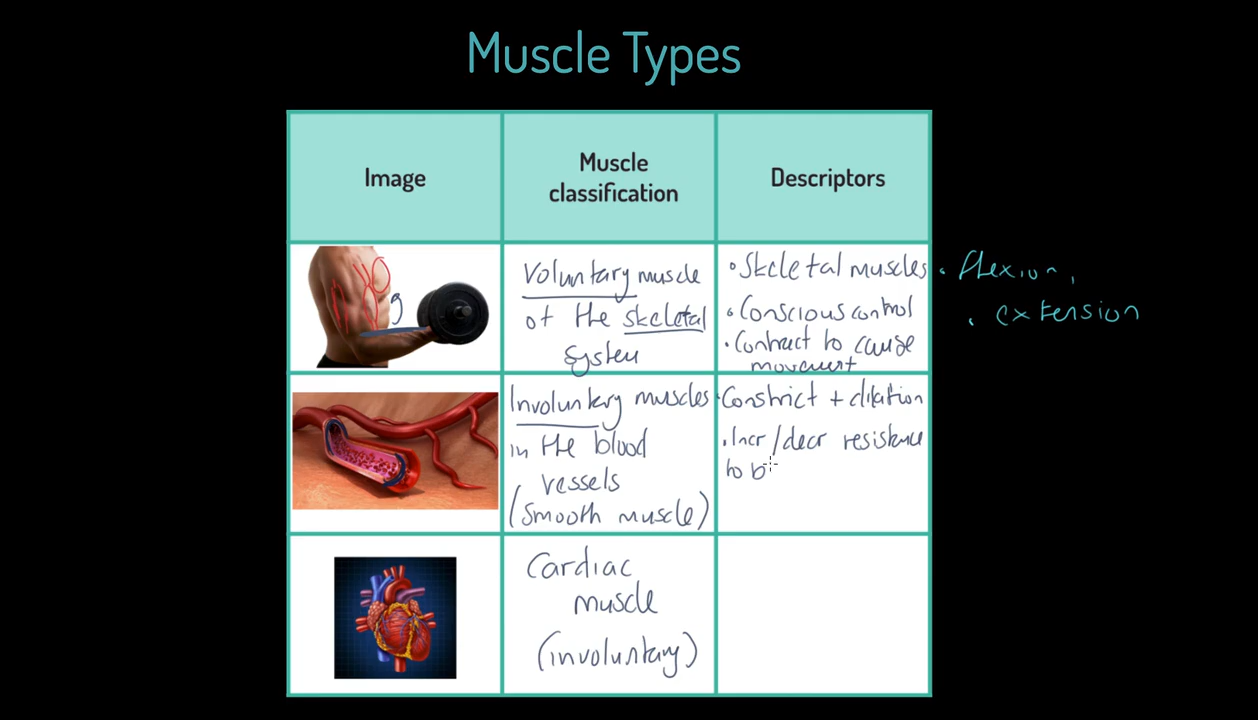 Muscle Types
Image
Muscle
classification
Descriptors
Voluntary muscle
of the skeletal
system
• Skeletal muscles
• Conscious control
• Contract to cause
movement
• flexion,
• extension
Involuntary muscles
in the blood
vessels
(smooth muscle)
• Constrict + dilation
• Incr/decr resistance
to b
Cardiac
muscle
(involuntary)